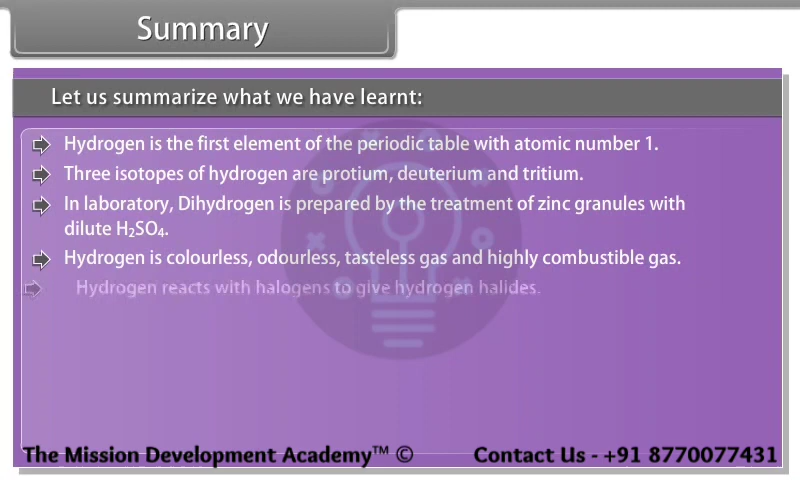 Summary
Let us summarize what we have learnt:
Hydrogen is the first element of the periodic table with atomic number 1.
Three isotopes of hydrogen are protium, deuterium and tritium.
In laboratory, Dihydrogen is prepared by the treatment of zinc granules with
dilute H₂SO₄.
Hydrogen is colourless, odourless, tasteless gas and highly combustible gas.
Hydrogen reacts with halogens to give hydrogen halides.
The Mission Development Academy™ © Contact Us - +91 8770077431